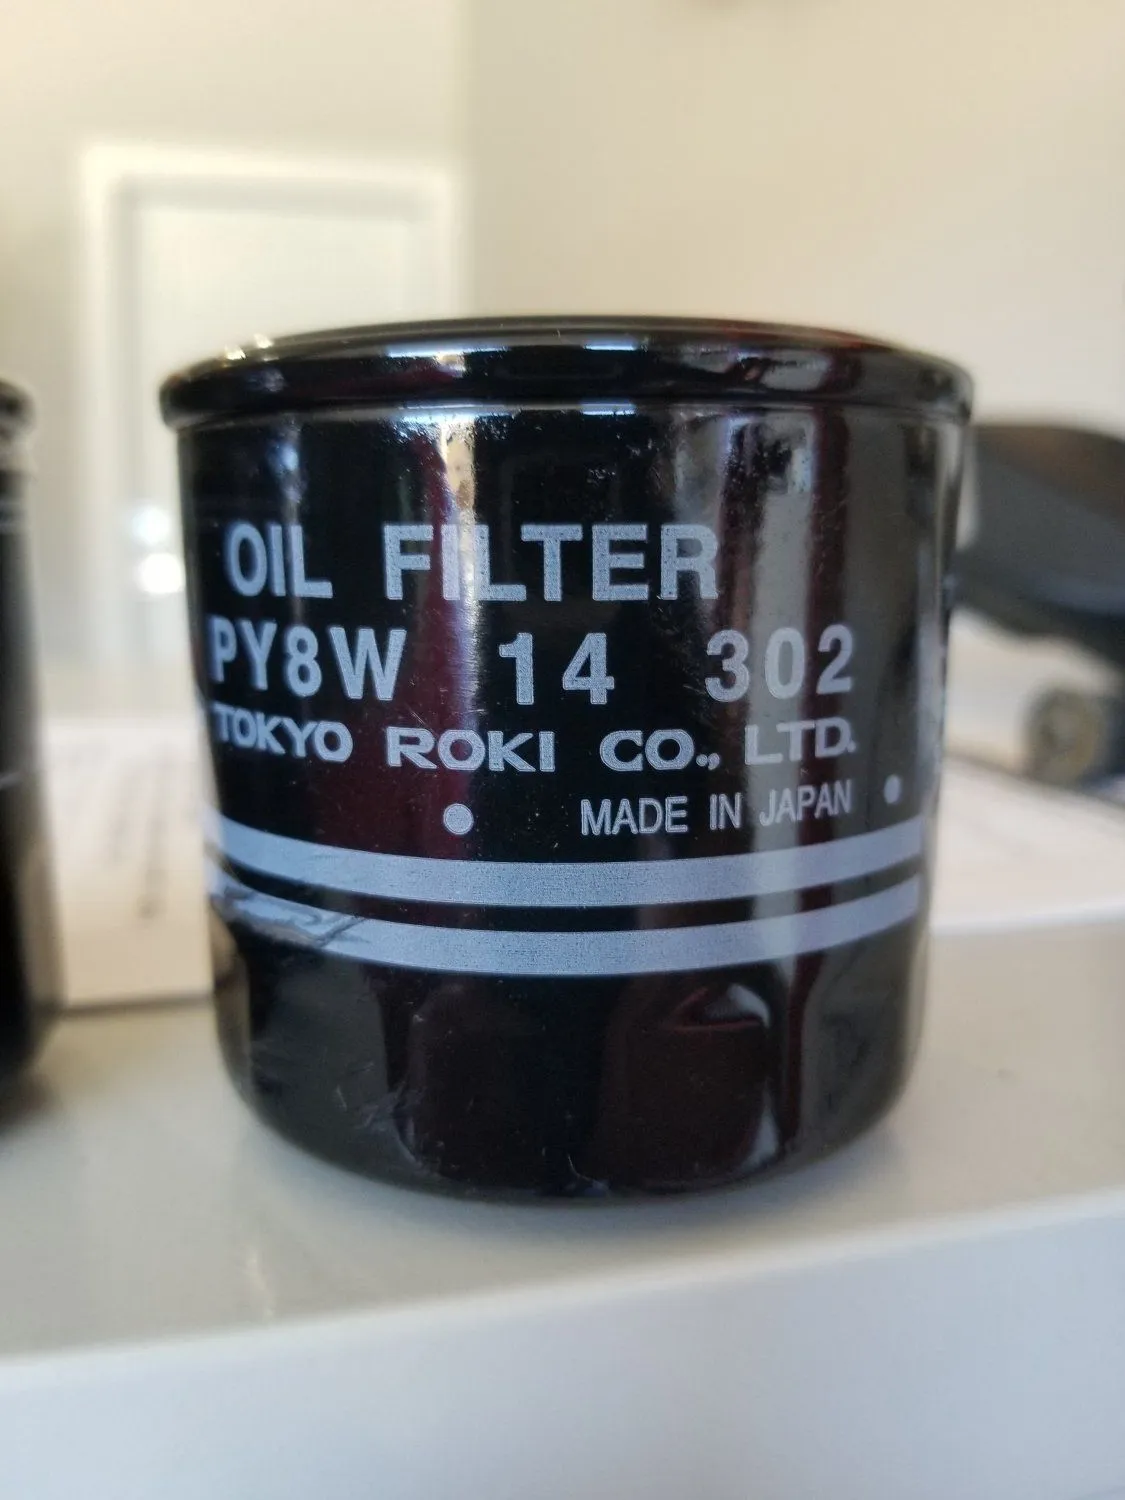 OIL FILTER
PY8W 14 302
TOKYO ROKI CO., LTD.
MADE IN JAPAN